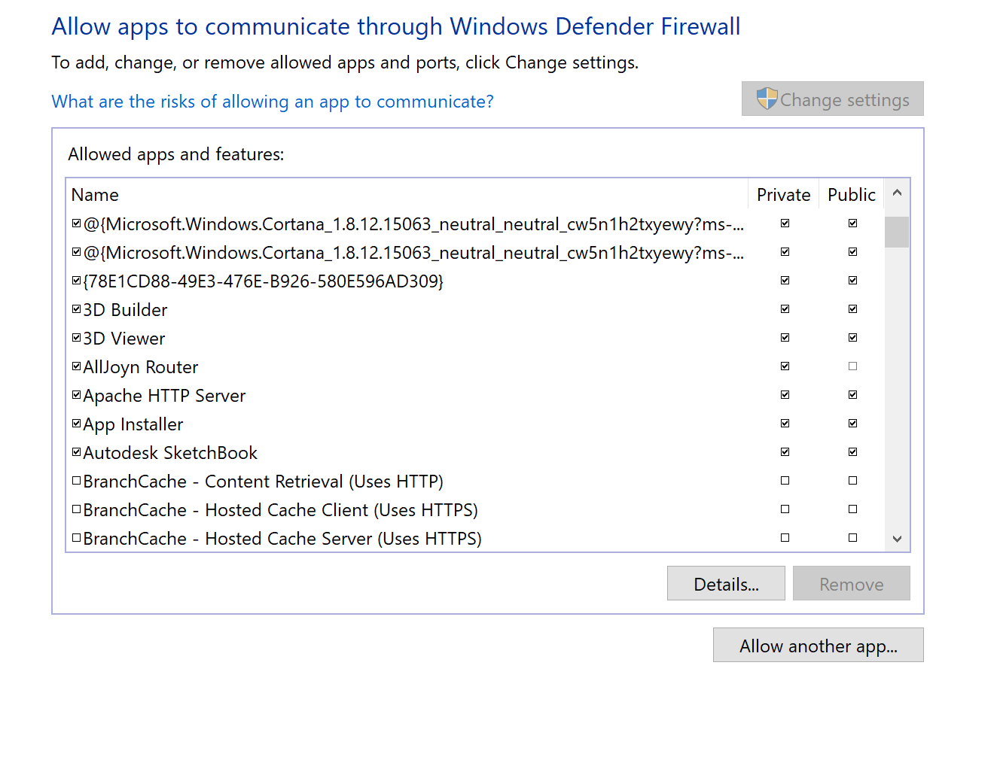 Allow apps to communicate through Windows Defender Firewall
To add, change, or remove allowed apps and ports, click Change settings.
What are the risks of allowing an app to communicate?
Change settings
Allowed apps and features:
Name Private Public
@{Microsoft.Windows.Cortana_1.8.12.15063_neutral_neutral_cw5n1h2txyewy?ms-...
@{Microsoft.Windows.Cortana_1.8.12.15063_neutral_neutral_cw5n1h2txyewy?ms-...
{78E1CD88-49E3-476E-B926-580E596AD309}
3D Builder
3D Viewer
AllJoyn Router
Apache HTTP Server
App Installer
Autodesk SketchBook
BranchCache - Content Retrieval (Uses HTTP)
BranchCache - Hosted Cache Client (Uses HTTPS)
BranchCache - Hosted Cache Server (Uses HTTPS)
Details... Remove
Allow another app...